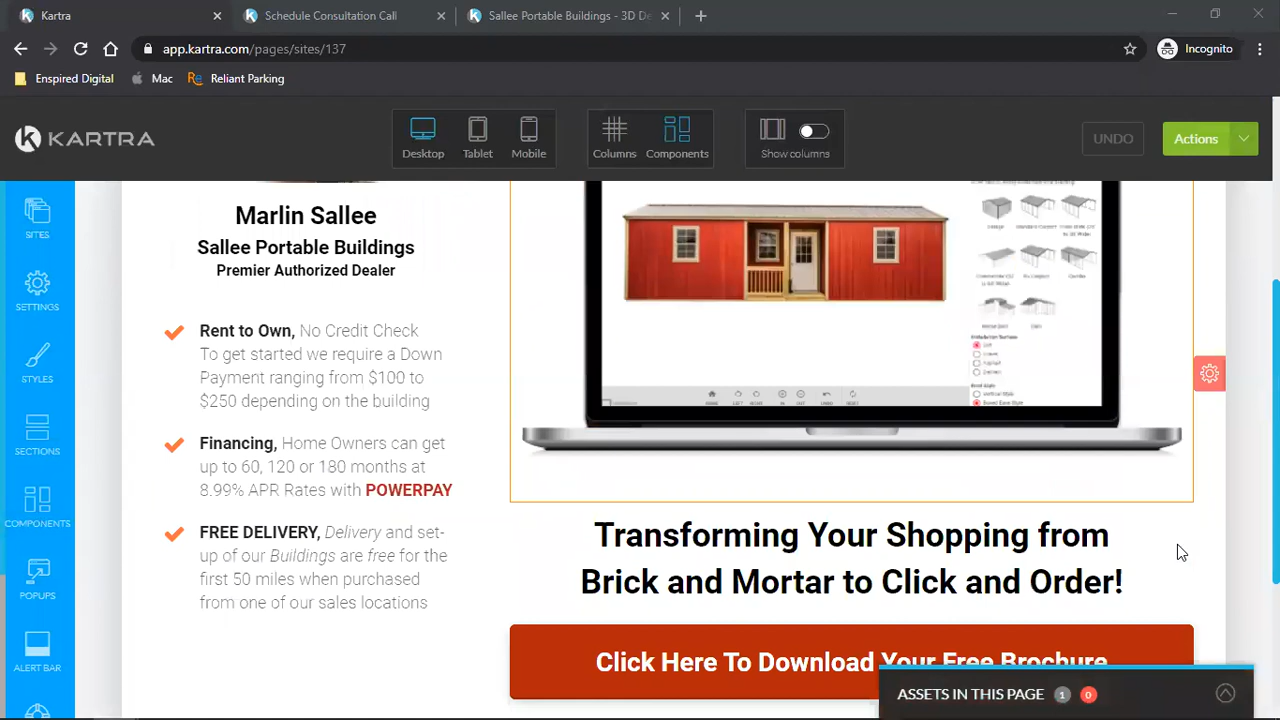 Kartra
Schedule Consultation Call
Sallee Portable Buildings - 3D De
app.kartra.com/pages/sites/137
Incognito
Enspired Digital
Mac
Reliant Parking
KARTRA
Desktop
Tablet
Mobile
Columns
Components
Show columns
UNDO
Actions
SITES
SETTINGS
STYLES
SECTIONS
COMPONENTS
POPUPS
ALERT BAR
Marlin Sallee
Sallee Portable Buildings
Premier Authorized Dealer
Rent to Own, No Credit Check
To get started we require a Down
Payment ranging from $100 to
$250 depends on the building
Financing, Home Owners can get
up to 60, 120 or 180 months at
8.99% APR Rates with POWERPAY
FREE DELIVERY, Delivery and set-
up of our Buildings are free for the
first 50 miles when purchased
from one of our sales locations
Transforming Your Shopping from
Brick and Mortar to Click and Order!
Click Here To Download Your Free Brochure
ASSETS IN THIS PAGE 1 0